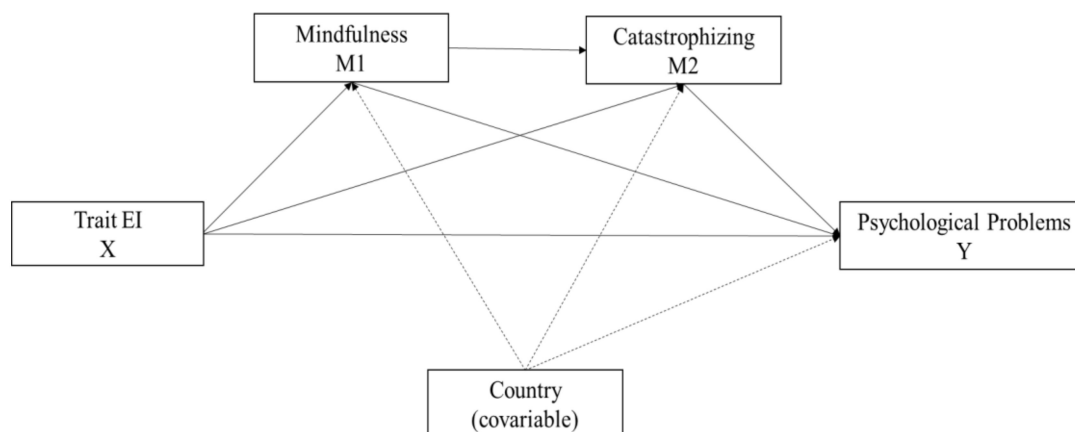 Mindfulness
M1
Catastrophizing
M2
Trait EI
X
Psychological Problems
Y
Country
(covariable)